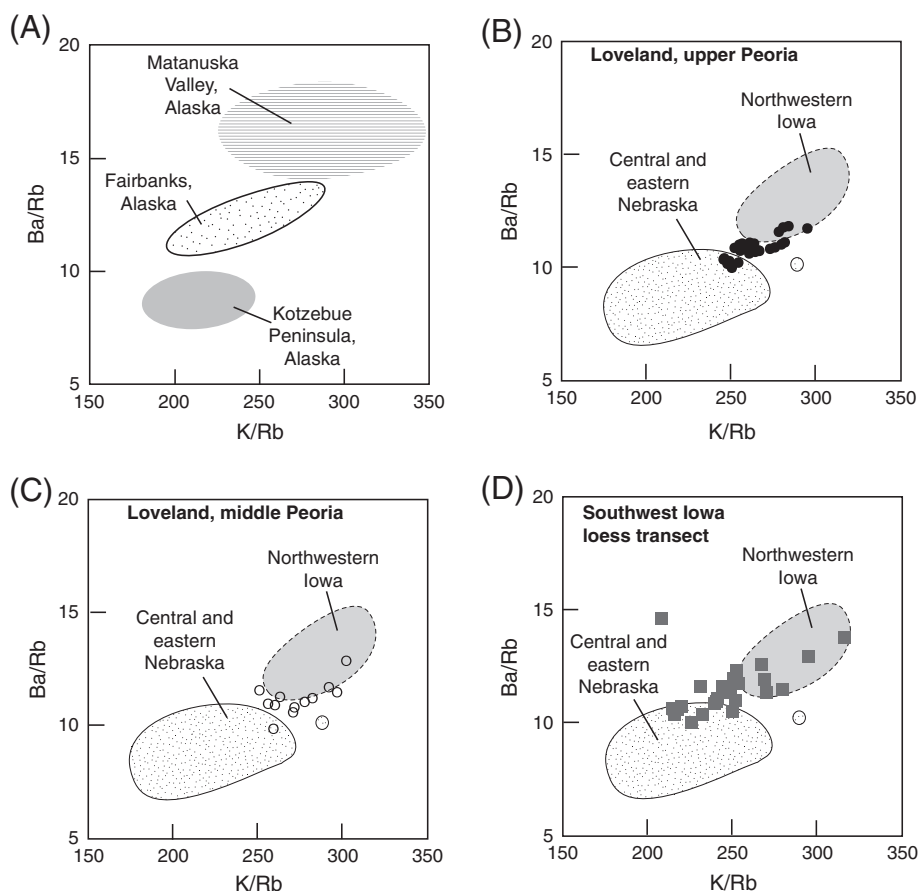 (A)
20
15
10
5
Ba/Rb
Matanuska
Valley,
Alaska
Fairbanks,
Alaska
Kotzebue
Peninsula,
Alaska
150
200
250
300
350
K/Rb
(B)
20
15
10
5
Ba/Rb
Loveland, upper Peoria
Northwestern
Iowa
Central and
eastern
Nebraska
150
200
250
300
350
K/Rb
(C)
20
15
10
5
Ba/Rb
Loveland, middle Peoria
Northwestern
Iowa
Central and
eastern
Nebraska
150
200
250
300
350
K/Rb
(D)
20
15
10
5
Ba/Rb
Southwest Iowa
loess transect
Northwestern
Iowa
Central and
eastern
Nebraska
150
200
250
300
350
K/Rb